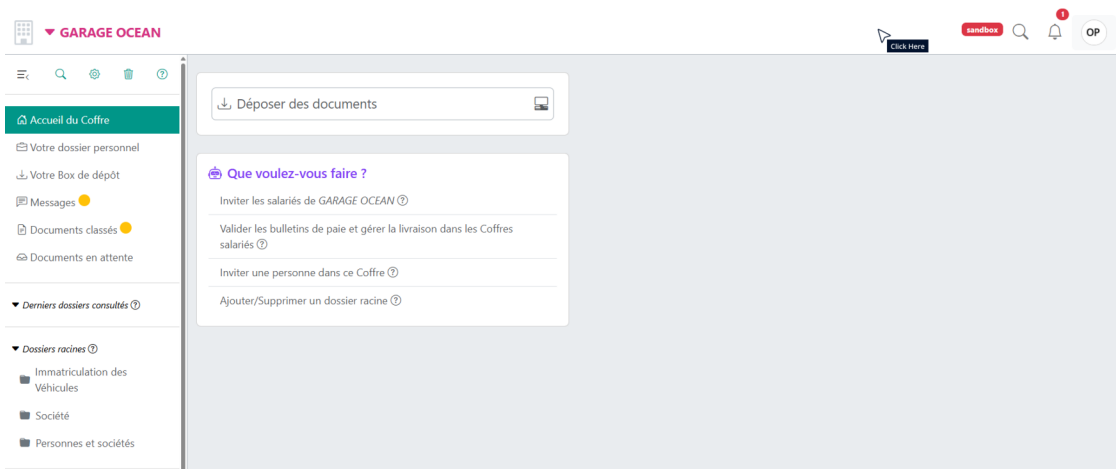 GARAGE OCEAN
Click Here
sandbox
1
OP
Accueil du Coffre
Votre dossier personnel
Votre Box de dépôt
Messages
Documents classés
Documents en attente
Derniers dossiers consultés
Dossiers racines
Immatriculation des
Véhicules
Société
Personnes et sociétés
Déposer des documents
Que voulez-vous faire ?
Inviter les salariés de GARAGE OCEAN
Valider les bulletins de paie et gérer la livraison dans les Coffres
salariés
Inviter une personne dans ce Coffre
Ajouter/Supprimer un dossier racine